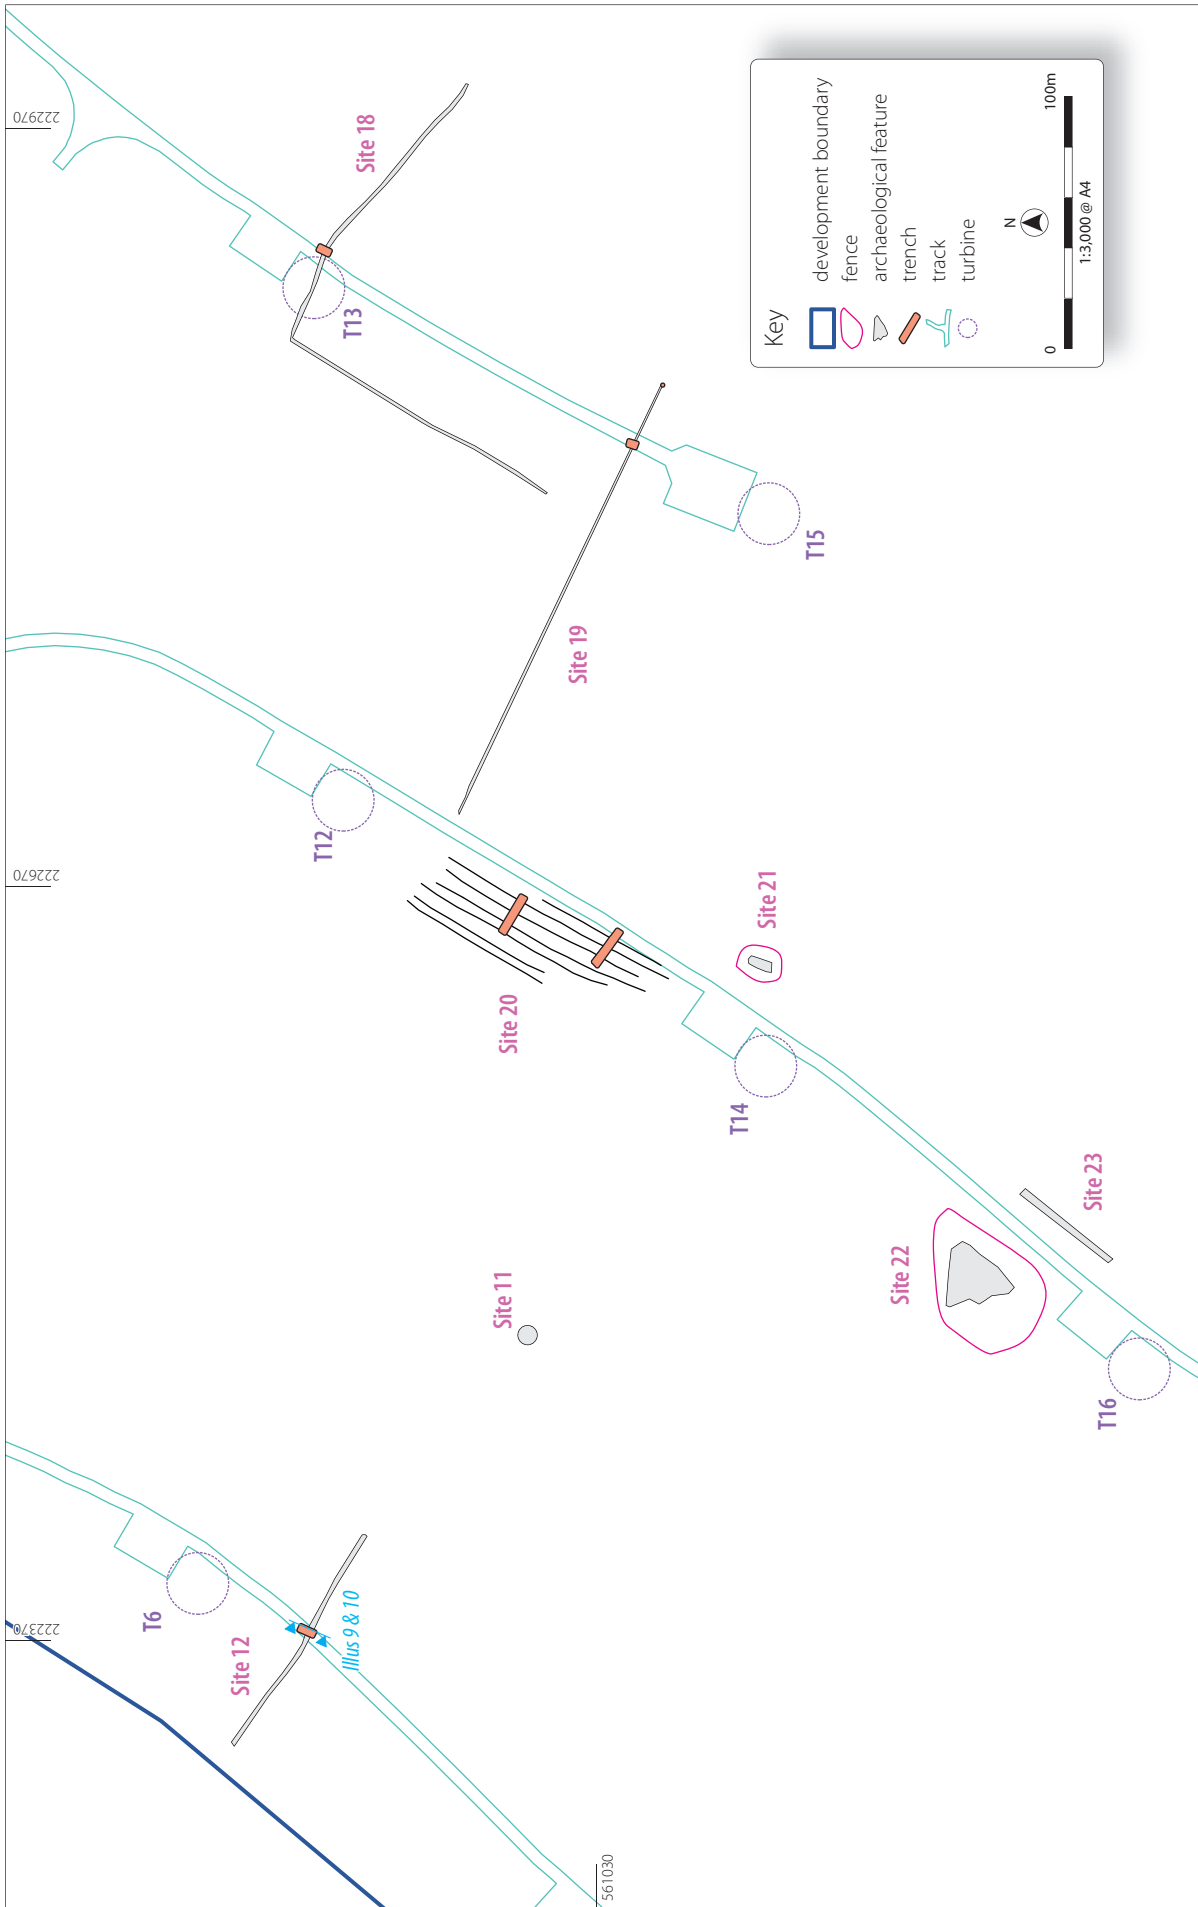 222370
222670
222970
561030
T6
Site 12
Illus 9 & 10
Site 11
T12
Site 20
T14
Site 21
Site 22
Site 23
T16
Site 19
T13
Site 18
T15
Key
development boundary
fence
archaeological feature
trench
track
turbine
N
0
100m
1:3,000 @ A4